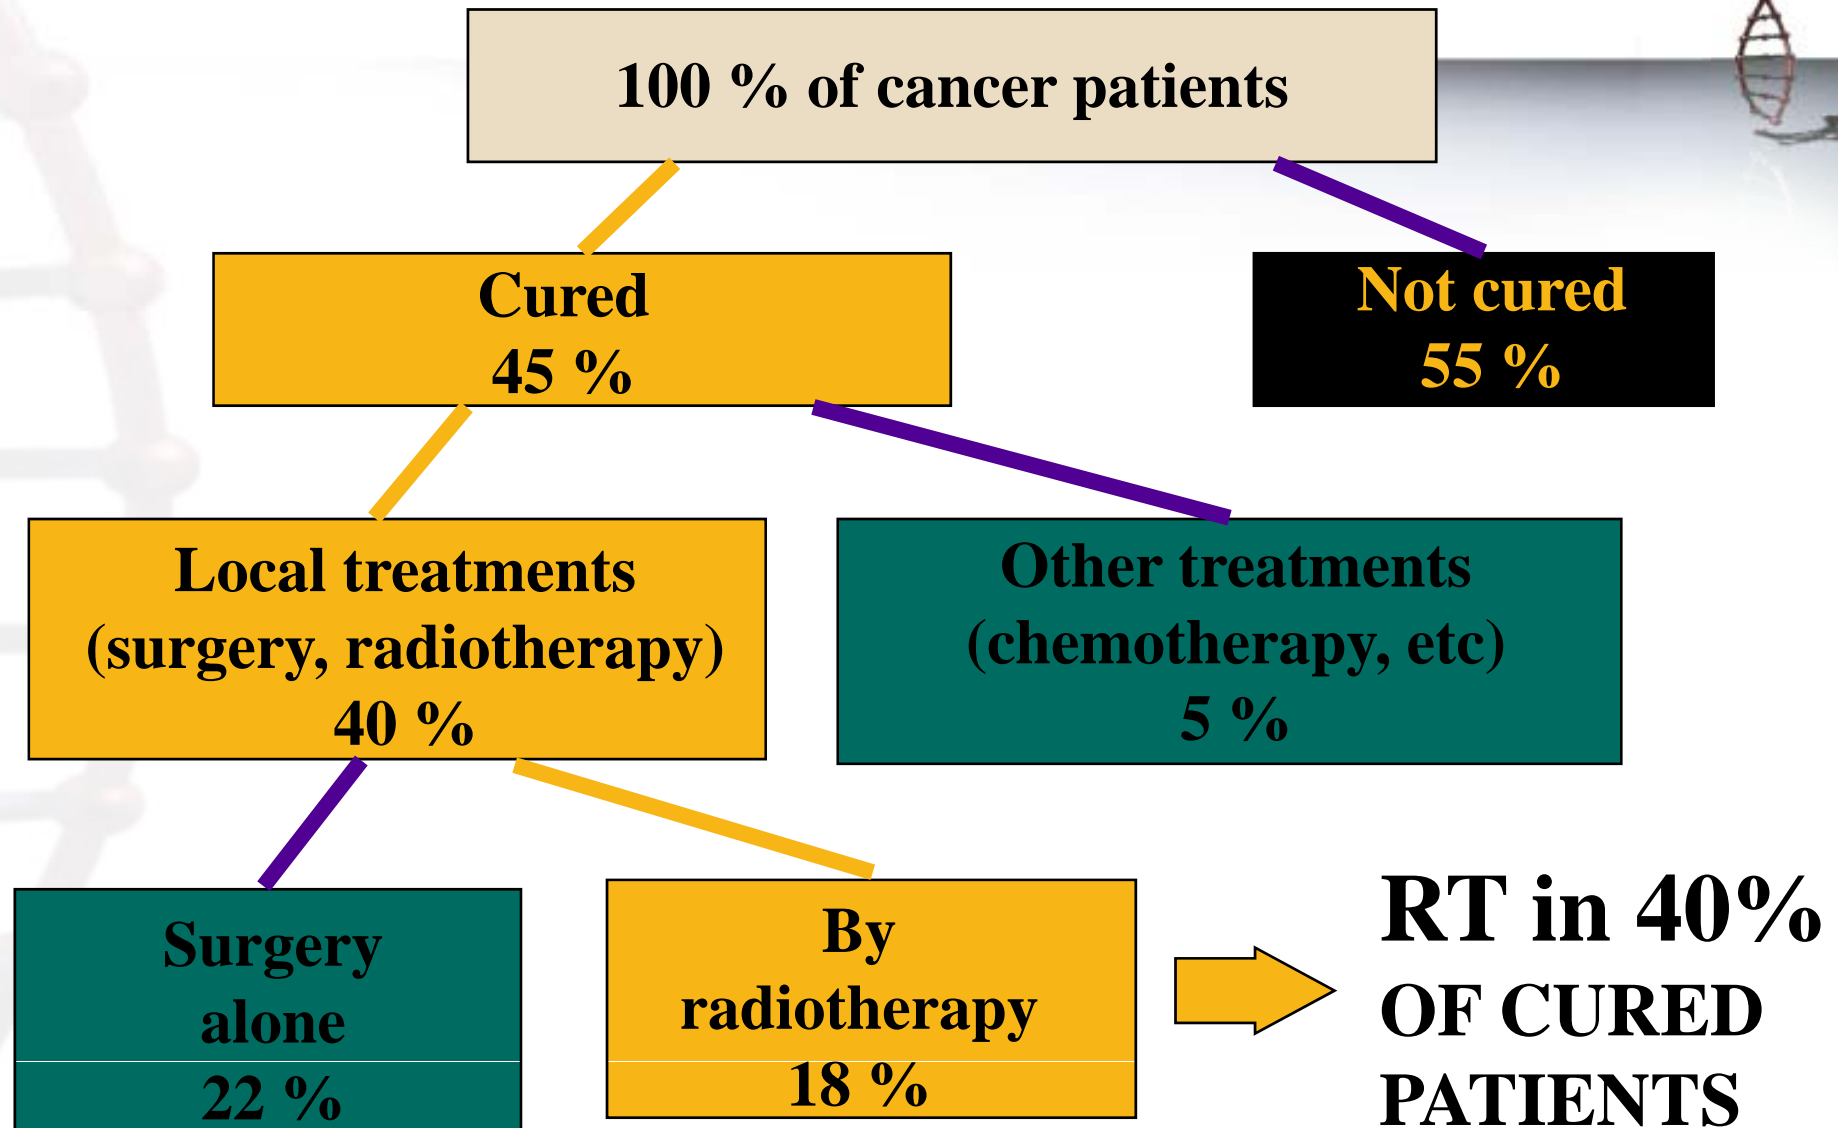 100 % of cancer patients
Cured
45 %
Not cured
55 %
Local treatments
(surgery, radiotherapy)
40 %
Other treatments
(chemotherapy, etc)
5 %
Surgery
alone
22 %
By
radiotherapy
18 %
RT in 40%
OF CURED
PATIENTS